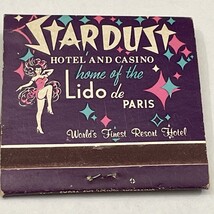 STARDUST
HOTEL AND CASINO
home of the
Lido de
PARIS
World's Finest Resort Hotel